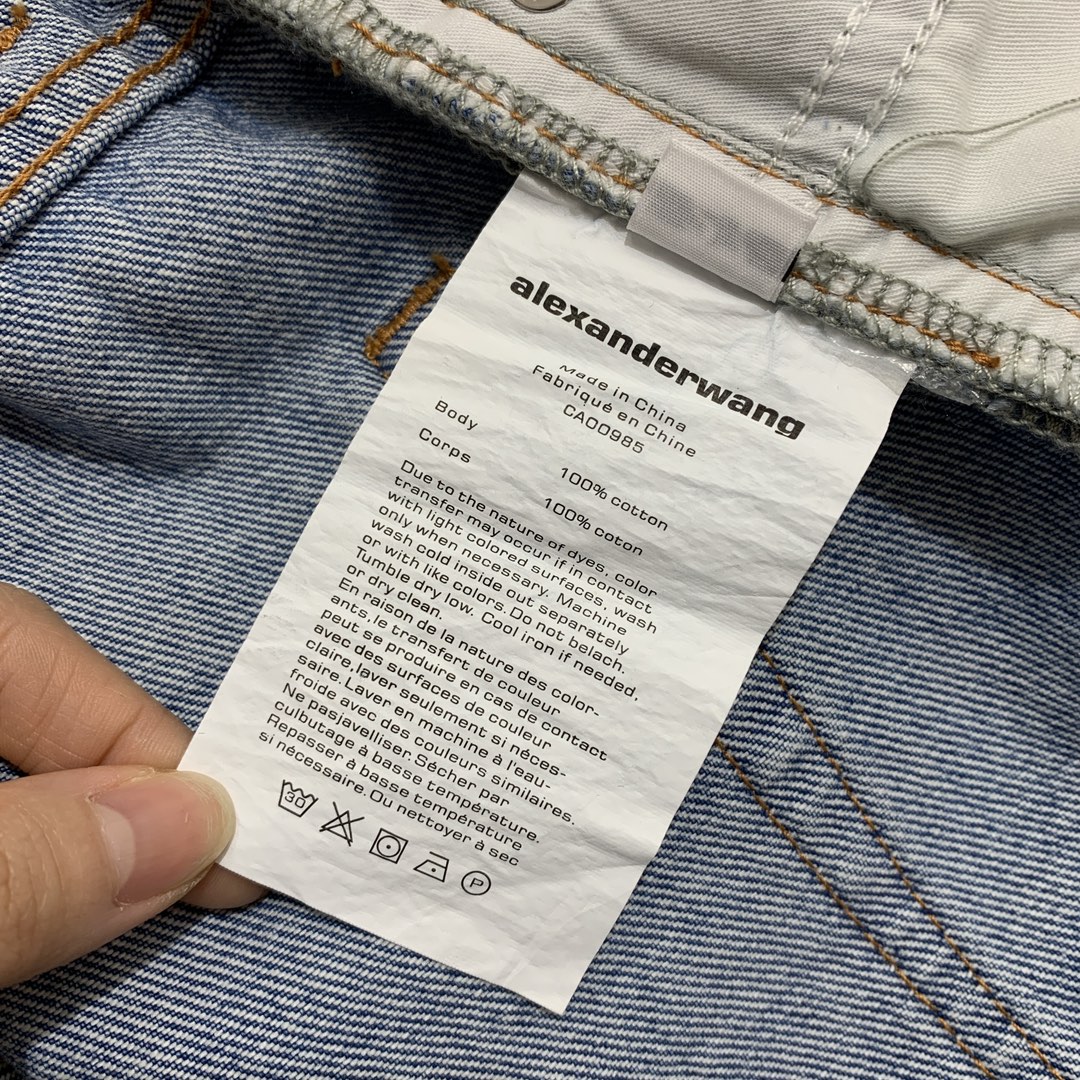 alexanderwang
Made in China
Fabriqué en Chine
CA00985
Body 100% cotton
Corps 100% coton
Due to the nature of dyes, color
transfer may occur if in contact
with light colored surfaces, wash
only when necessary. Machine
wash cold inside out separately
or with like colors. Do not belach.
Tumble dry low. Cool iron if needed,
or dry clean.
En raison de la nature des color-
ants, le transfert de couleur
peut se produire en cas de contact
avec des surfaces de couleur
claire, laver seulement si néces-
saire. Laver en machine à l'eau-
froide avec des couleurs similaires.
Ne pasjavelliser. Sécher par
culbutage à basse température.
Repasser à basse température
si nécessaire. Ou nettoyer à sec
30
P